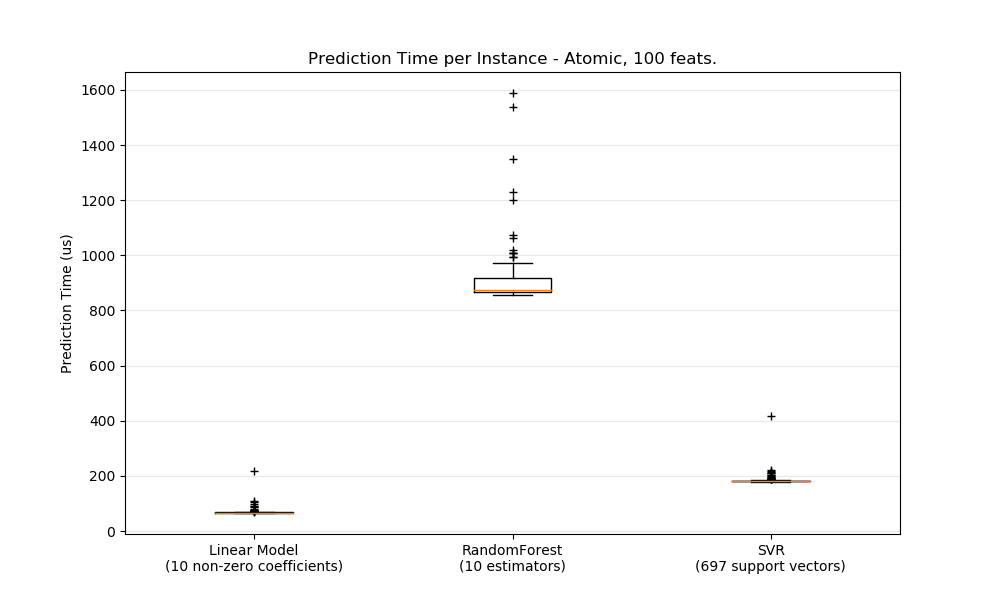 Prediction Time per Instance - Atomic, 100 feats.
Prediction Time (us)
1600
1400
1200
1000
800
600
400
200
0
Linear Model
(10 non-zero coefficients)
RandomForest
(10 estimators)
SVR
(697 support vectors)